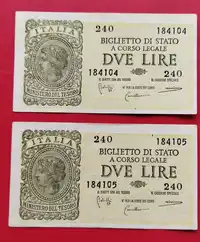 ITALIA
240
184104
BIGLIETTO DI STATO
A CORSO LEGALE
DVE LIRE
184104
240
MINISTERO DEL TESORO
ITALIA
240
184105
BIGLIETTO DI STATO
A CORSO LEGALE
DVE LIRE
184105
240
MINISTERO DEL TESORO